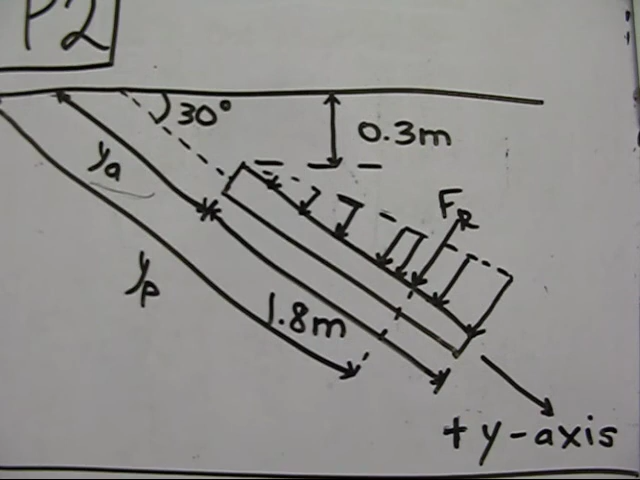 P2
30°
0.3m
ya
FR
yp
1.8m
+ y-axis